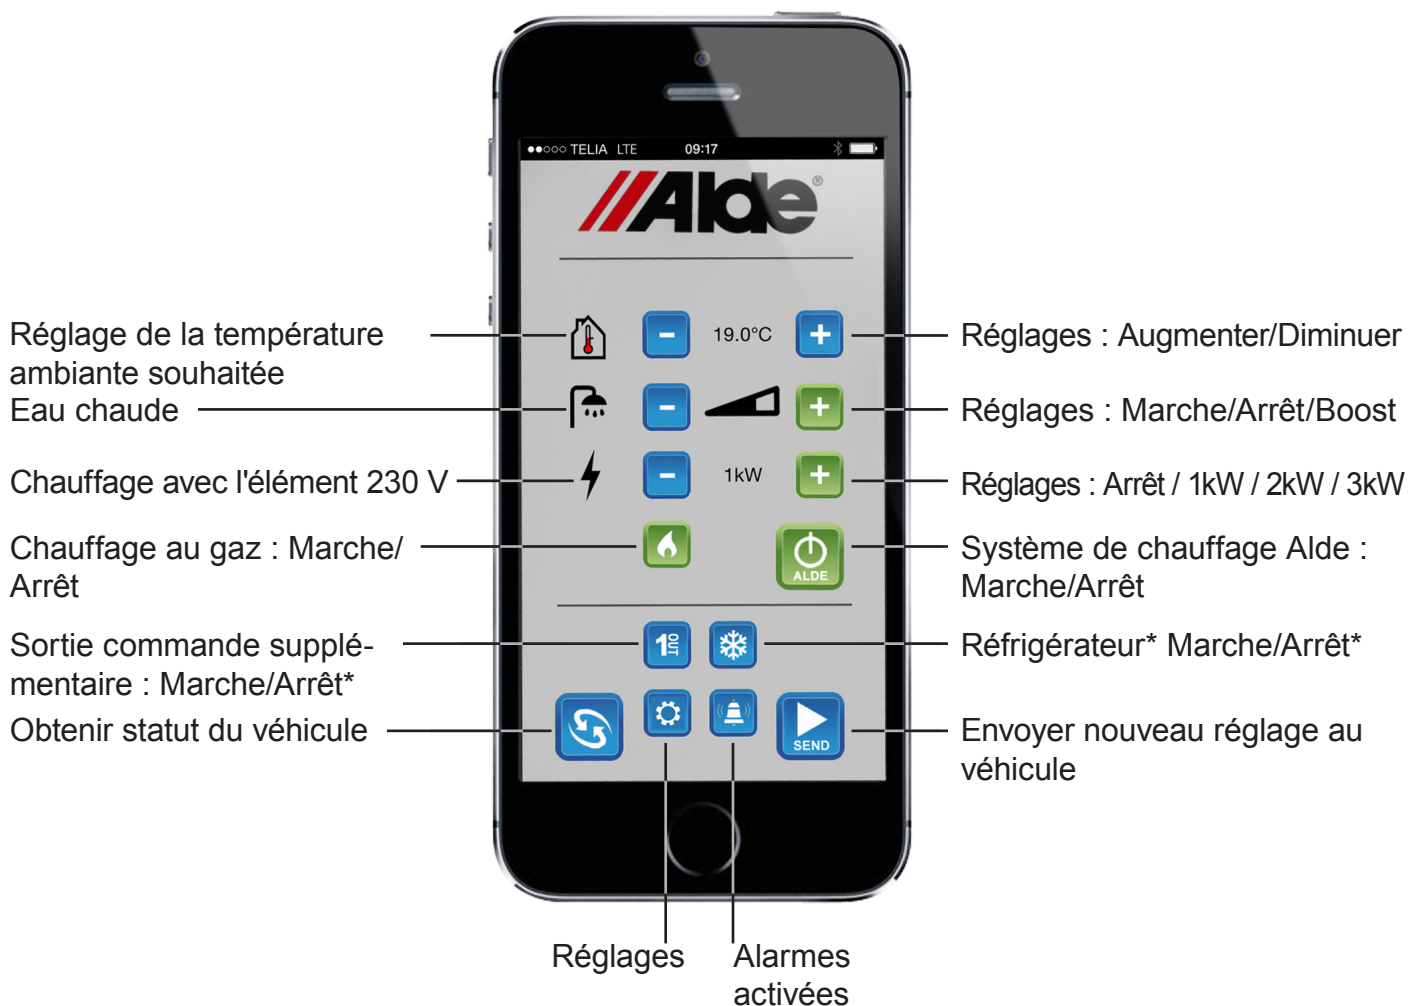 ●●○○○ TELIA LTE 09:17
//Alde®
Réglage de la température
ambiante souhaitée
19.0°C
Réglages : Augmenter/Diminuer
Eau chaude
Réglages : Marche/Arrêt/Boost
Chauffage avec l'élément 230 V
1kW
Réglages : Arrêt / 1kW / 2kW / 3kW
Chauffage au gaz : Marche/
Arrêt
ALDE
Système de chauffage Alde :
Marche/Arrêt
Sortie commande supplé-
mentaire : Marche/Arrêt*
1 OUT
Réfrigérateur* Marche/Arrêt*
Obtenir statut du véhicule
SEND
Envoyer nouveau réglage au
véhicule
Réglages
Alarmes
activées